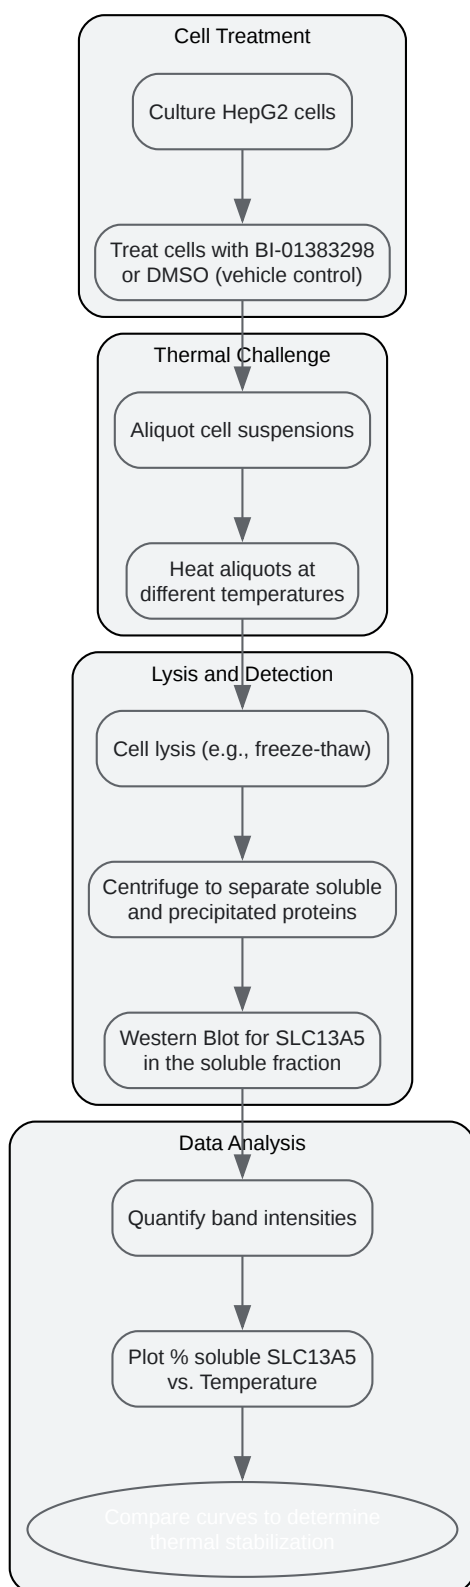 Cell Treatment
Culture HepG2 cells
Treat cells with BI-01383298
or DMSO (vehicle control)
Thermal Challenge
Aliquot cell suspensions
Heat aliquots at
different temperatures
Lysis and Detection
Cell lysis (e.g., freeze-thaw)
Centrifuge to separate soluble
and precipitated proteins
Western Blot for SLC13A5
in the soluble fraction
Data Analysis
Quantify band intensities
Plot % soluble SLC13A5
vs. Temperature
Compare curves to determine
thermal stabilization